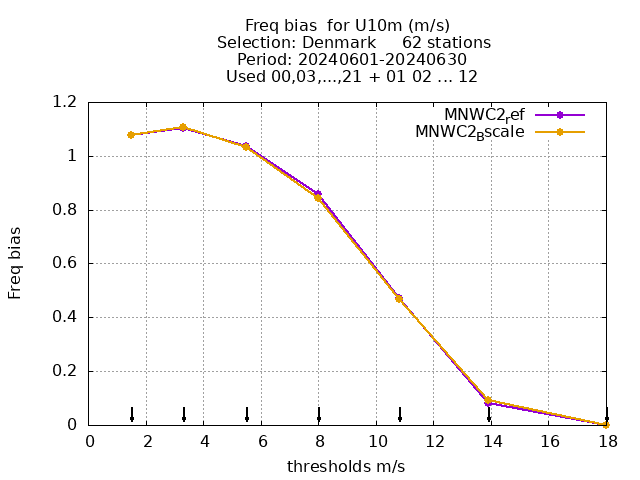 Freq bias  for U10m (m/s)
Selection: Denmark     62 stations
Period: 20240601-20240630
Used 00,03,...,21 + 01 02 ... 12
MNWC2ref
MNWC2Bscale
1.2
1
0.8
0.6
0.4
0.2
0
Freq bias
0 2 4 6 8 10 12 14 16 18
thresholds m/s